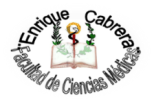 "Enrique Cabrera"
Facultad de Ciencias Médicas